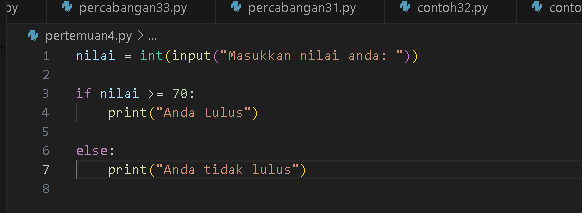 py percabangan33.py percabangan31.py contoh32.py conto
pertemuan4.py > ...
1 nilai = int(input("Masukkan nilai anda: "))
2
3 if nilai >= 70:
4     print("Anda Lulus")
5
6 else:
7     print("Anda tidak lulus")
8